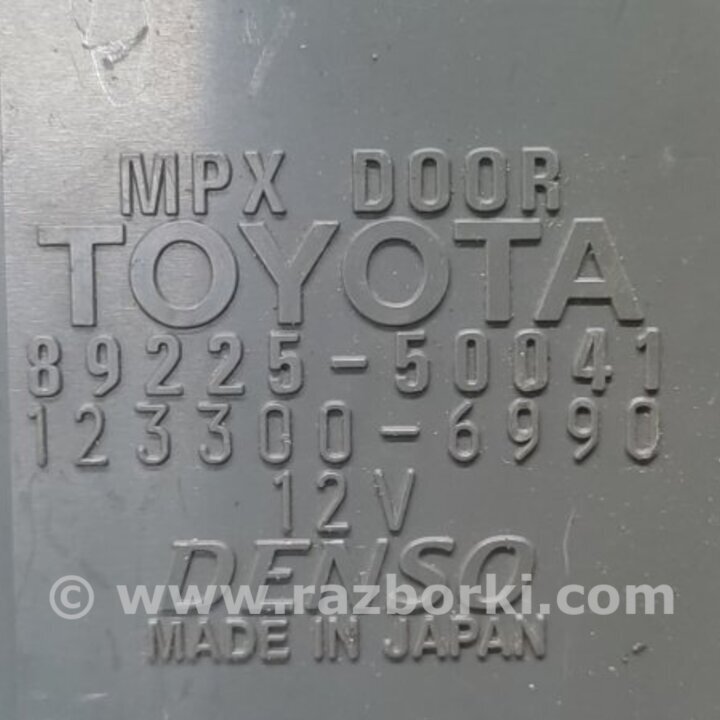 MPX DOOR
TOYOTA
89225-50041
123300-6990
12V
DENSO
© www.razborki.com
MADE IN JAPAN